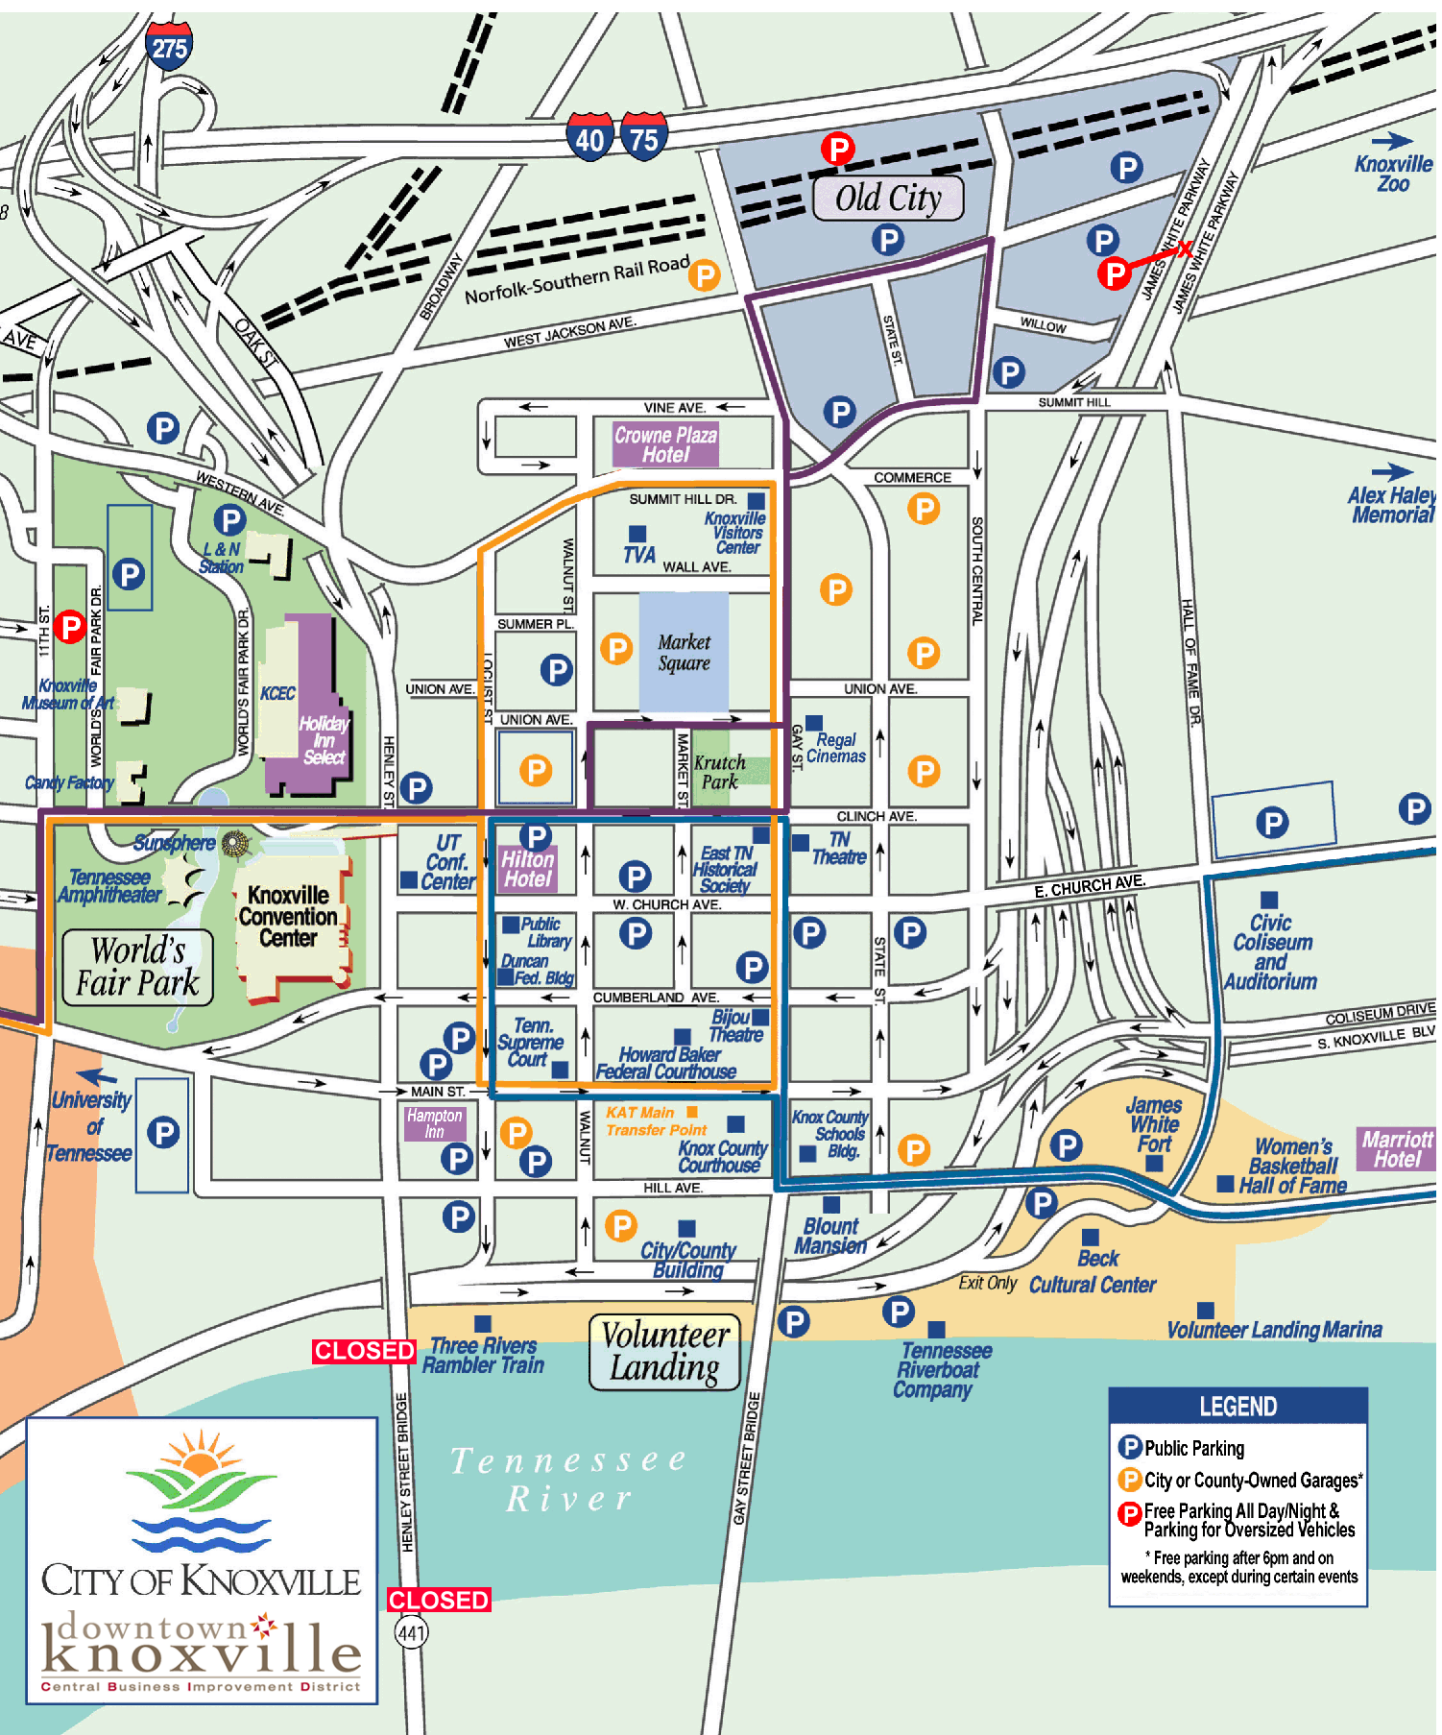 275
40
75
P
Old City
P
P
P
P
P
Knoxville
Zoo
8
BROADWAY
Norfolk-Southern Rail Road
P
JAMES WHITE PARKWAY
JAMES WHITE PARKWAY
X
AVE
OAK ST
WEST JACKSON AVE.
STATE ST.
WILLOW
P
P
SUMMIT HILL
VINE AVE.
P
Crowne Plaza
Hotel
WESTERN AVE.
COMMERCE
Alex Haley
Memorial
SUMMIT HILL DR.
P
P
L & N
Station
Knoxville
Visitors
Center
TVA
WALNUT ST.
WALL AVE.
SOUTH CENTRAL
P
P
P
11TH ST.
WORLD'S FAIR PARK DR.
WORLD'S FAIR PARK DR.
SUMMER PL.
HALL OF FAME DR.
Market
Square
P
P
P
LOCUST ST
UNION AVE.
UNION AVE.
UNION AVE.
Knoxville
Museum of Art
KCEC
Holiday
Inn
Select
HENLEY ST.
GAY ST.
Regal
Cinemas
MARKET ST.
Krutch
Park
P
P
P
Candy Factory
CLINCH AVE.
P
P
Sunsphere
UT
Conf.
Center
P
Hilton
Hotel
East TN
Historical
Society
TN
Theatre
Tennessee
Amphitheater
P
Knoxville
Convention
Center
W. CHURCH AVE.
E. CHURCH AVE.
World's
Fair Park
Public
Library
P
P
P
Civic
Coliseum
and
Auditorium
Duncan
Fed. Bldg
P
STATE ST.
CUMBERLAND AVE.
COLISEUM DRIVE
S. KNOXVILLE BLV
P
P
Tenn.
Supreme
Court
Bijou
Theatre
Howard Baker
Federal Courthouse
MAIN ST.
University
of
Tennessee
P
Hampton
Inn
P
P
P
WALNUT
KAT Main
Transfer Point
Knox County
Courthouse
Knox County
Schools
Bldg.
P
P
James
White
Fort
Women's
Basketball
Hall of Fame
Marriott
Hotel
HILL AVE.
P
P
City/County
Building
Blount
Mansion
P
Beck
Cultural Center
Exit Only
CLOSED
Three Rivers
Rambler Train
Volunteer
Landing
P
P
Tennessee
Riverboat
Company
Volunteer Landing Marina
HENLEY STREET BRIDGE
GAY STREET BRIDGE
Tennessee
River
LEGEND
P Public Parking
P City or County-Owned Garages*
P Free Parking All Day/Night &
Parking for Oversized Vehicles
* Free parking after 6pm and on
weekends, except during certain events
CITY OF KNOXVILLE
downtown
knoxville
Central Business Improvement District
CLOSED
441